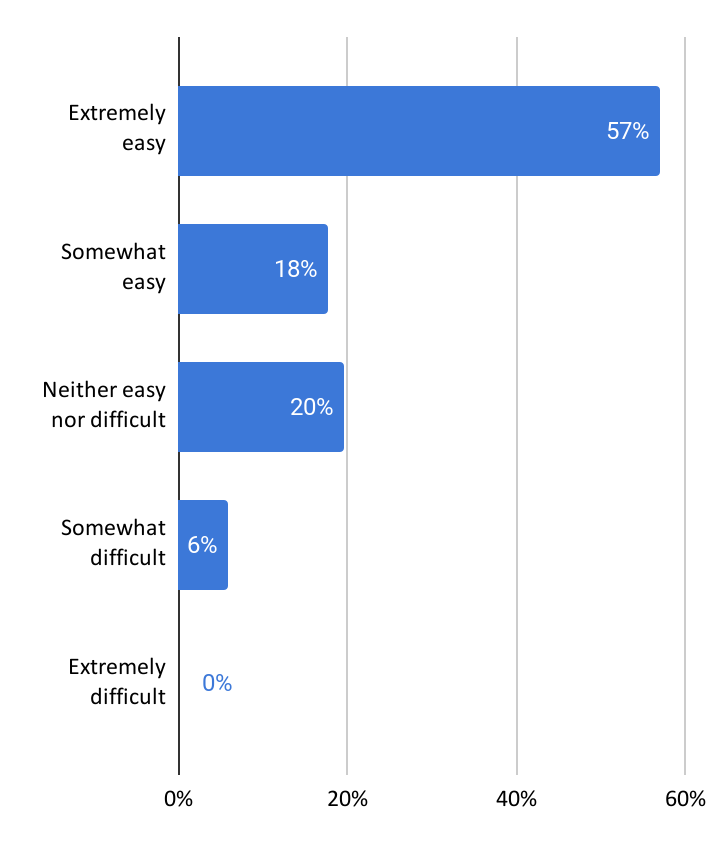 Extremely
easy
57%
Somewhat
easy
18%
Neither easy
nor difficult
20%
Somewhat
difficult
6%
Extremely
difficult
0%
0% 20% 40% 60%